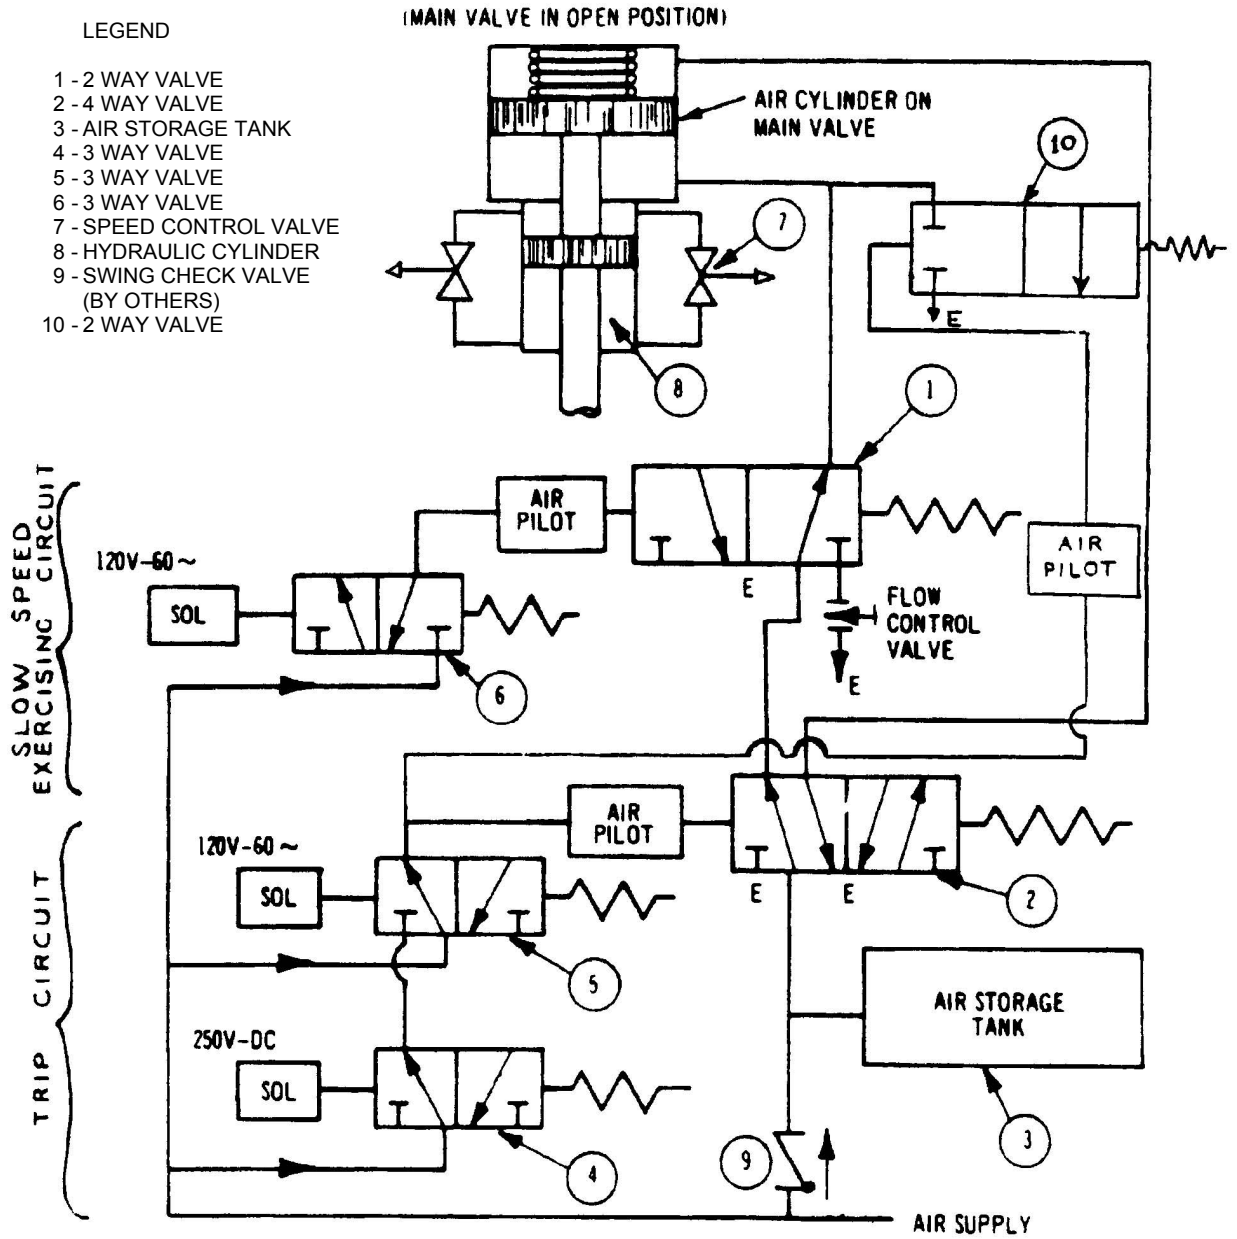 (MAIN VALVE IN OPEN POSITION)
LEGEND
1 - 2 WAY VALVE
2 - 4 WAY VALVE
3 - AIR STORAGE TANK
4 - 3 WAY VALVE
5 - 3 WAY VALVE
6 - 3 WAY VALVE
7 - SPEED CONTROL VALVE
8 - HYDRAULIC CYLINDER
9 - SWING CHECK VALVE
(BY OTHERS)
10 - 2 WAY VALVE
AIR CYLINDER ON
MAIN VALVE
10
7
E
8
1
SLOW SPEED
EXERCISING CIRCUIT
AIR
PILOT
120V-60~
SOL
E
FLOW
CONTROL
VALVE
E
AIR
PILOT
6
TRIP CIRCUIT
120V-60~
SOL
AIR
PILOT
E
E
2
5
AIR STORAGE
TANK
250V-DC
SOL
4
9
3
AIR SUPPLY